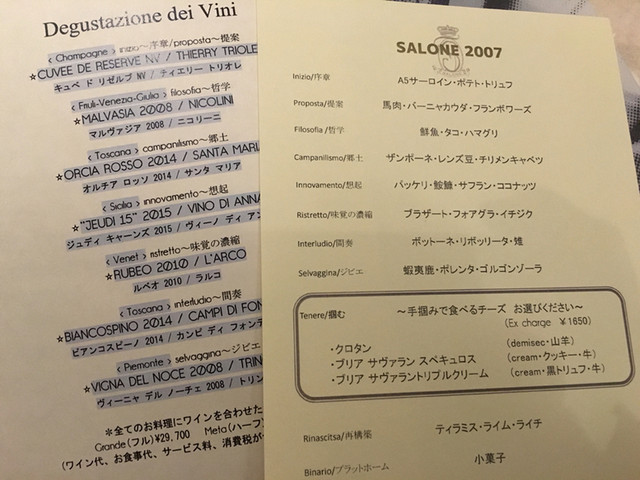 Degustazione dei Vini
< Champagne > inizio～序章/proposta～提案
☆CUVEE DE RESERVE NV / THIERRY TRIOLE
キュベ ド リゼルブ NV / ティエリー トリオレ
< Friuli-Venezia-Giulia > filosofia～哲学
☆MALVASIA 2008 / NICOLINI
マルヴァジア 2008 / ニコリーニ
< Toscana > campanilismo～郷土
☆ORCIA ROSSO 2014 / SANTA MARI
オルチア ロッソ 2014 / サンタ マリア
< Sicilia > innovamento～想起
☆"JEUDI 15" 2015 / VINO DI ANNA
ジュディ キャーンズ 2015 / ヴィーノ ディ アン
< Venet > ristretto～味覚の濃縮
☆RUBEO 2010 / L'ARCO
ルベオ 2010 / ラルコ
< Toscana > interludio～間奏
☆BIANCOSPINO 2014 / CAMPI DI FON
ビアンコスピーノ 2014 / カンピ ディ フォンテ
< Piemonte > selvaggina～ジビエ
☆VIGNA DEL NOCE 2008 / TRIN
ヴィーニャ デル ノーチェ 2008 / トリン
＊全てのお料理にワインを合わせた
Grande(フル)¥29,700 Meta(ハーフ)
(ワイン代、お食事代、サービス料、消費税が
SALONE 2007
Inizio/序章 A5サーロイン・ポテト・トリュフ
Proposta/提案 馬肉・バーニャカウダ・フランボワーズ
Filosofia/哲学 鮮魚・タコ・ハマグリ
Campanilismo/郷土 ザンポーネ・レンズ豆・チリメンキャベツ
Innovamento/想起 パッケリ・鮟鱇・サフラン・ココナッツ
Ristretto/味覚の濃縮 ブラザート・フォアグラ・イチジク
Interludio/間奏 ポットーネ・リボッリータ・雉
Selvaggina/ジビエ 蝦夷鹿・ポレンタ・ゴルゴンゾーラ
Tenere/掴む ～手掴みで食べるチーズ お選びください～
(Ex charge ¥1650)
・クロタン (demisec・山羊)
・ブリア サヴァラン スペキュロス (cream・クッキー・牛)
・ブリア サヴァラントリプルクリーム (cream・黒トリュフ・牛)
Rinascitsa/再構築 ティラミス・ライム・ライチ
Binario/プラットホーム 小菓子